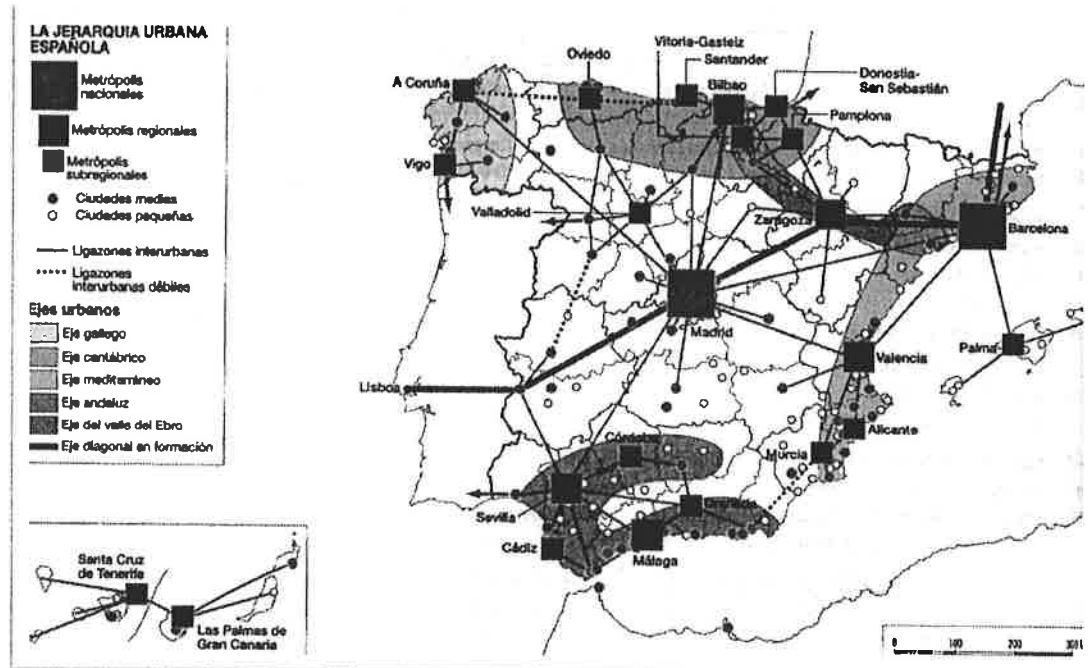 LA JERARQUIA URBANA
ESPAÑOLA
Metrópolis
nacionales
Metrópolis regionales
Metrópolis
subregionales
Ciudades medias
Ciudades pequeñas
Ligazones interurbanas
Ligazones
interurbanas débiles
Ejes urbanos
Eje gallego
Eje cantábrico
Eje mediterráneo
Eje andaluz
Eje del valle del Ebro
Eje diagonal en formación
A Coruña
Vigo
Oviedo
Vitoria-Gasteiz
Santander
Bilbao
Donostia-
San Sebastián
Pamplona
Valladolid
Zaragoza
Barcelona
Madrid
Lisboa
Valencia
Palma
Alicante
Murcia
Córdoba
Granada
Sevilla
Cádiz
Málaga
Santa Cruz
de Tenerife
Las Palmas de
Gran Canaria
0 100 200 300